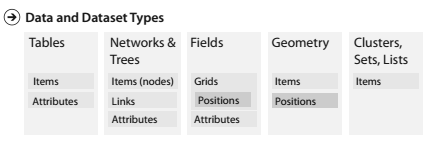 Data and Dataset Types
Tables
Items
Attributes
Networks &
Trees
Items (nodes)
Links
Attributes
Fields
Grids
Positions
Attributes
Geometry
Items
Positions
Clusters,
Sets, Lists
Items